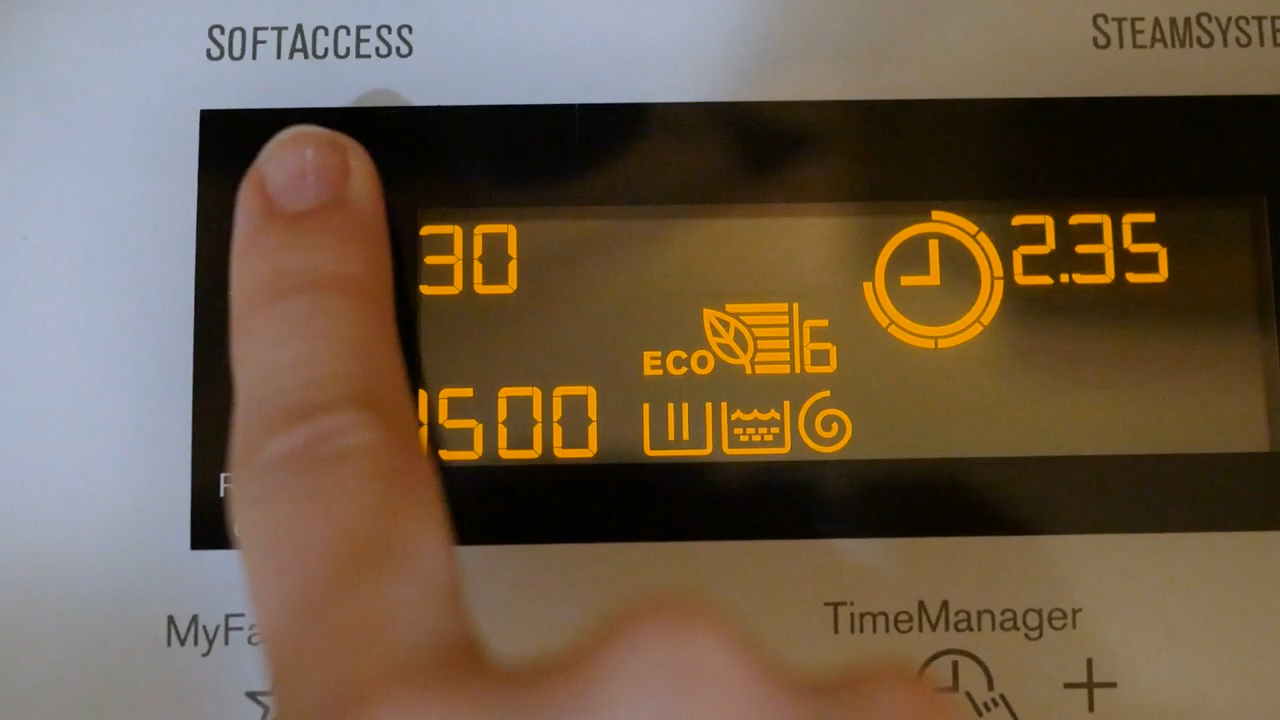 SOFTACCESS STEAMSYSTE
30 2.35
ECO 6
1500
MyFa TimeManager
+